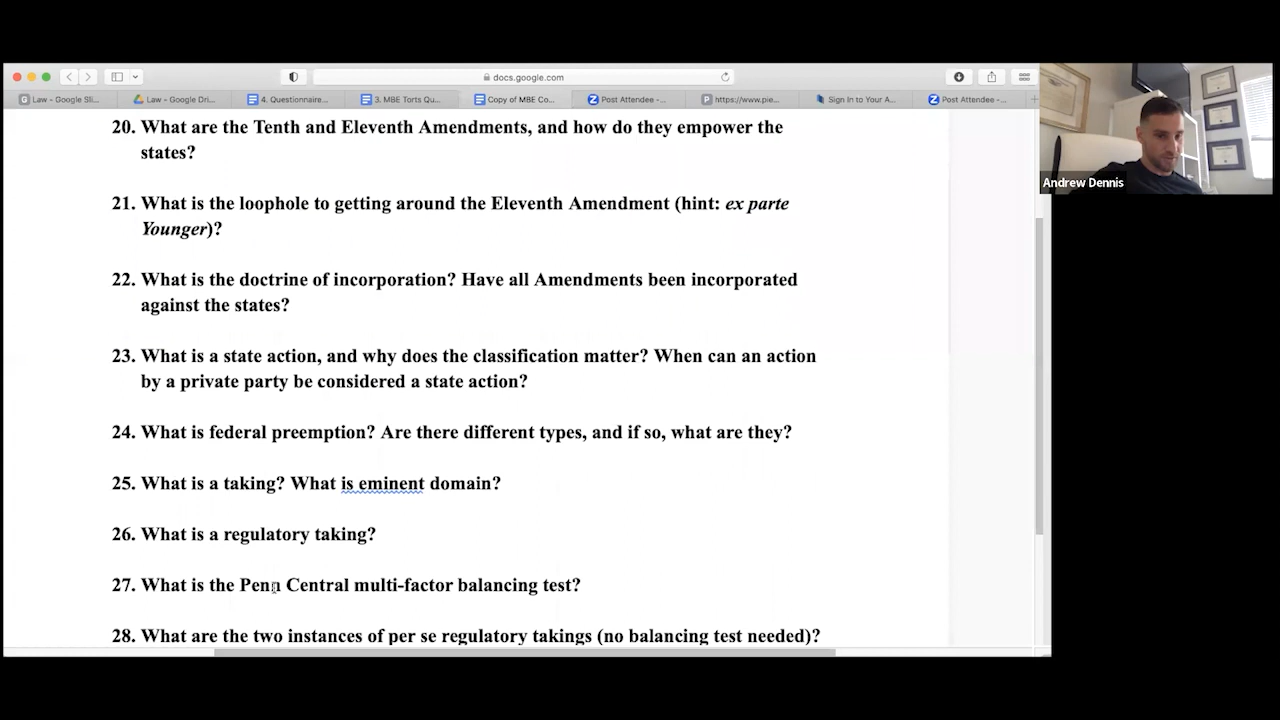 docs.google.com
Law - Google Sli...
Law - Google Dri...
4. Questionnaire...
3. MBE Torts Qu...
Copy of MBE Co...
Post Attendee -...
https://www.pie...
Sign In to Your A...
Post Attendee -...
Andrew Dennis
20. What are the Tenth and Eleventh Amendments, and how do they empower the
states?
21. What is the loophole to getting around the Eleventh Amendment (hint: ex parte
Younger)?
22. What is the doctrine of incorporation? Have all Amendments been incorporated
against the states?
23. What is a state action, and why does the classification matter? When can an action
by a private party be considered a state action?
24. What is federal preemption? Are there different types, and if so, what are they?
25. What is a taking? What is eminent domain?
26. What is a regulatory taking?
27. What is the Penn Central multi-factor balancing test?
28. What are the two instances of per se regulatory takings (no balancing test needed)?